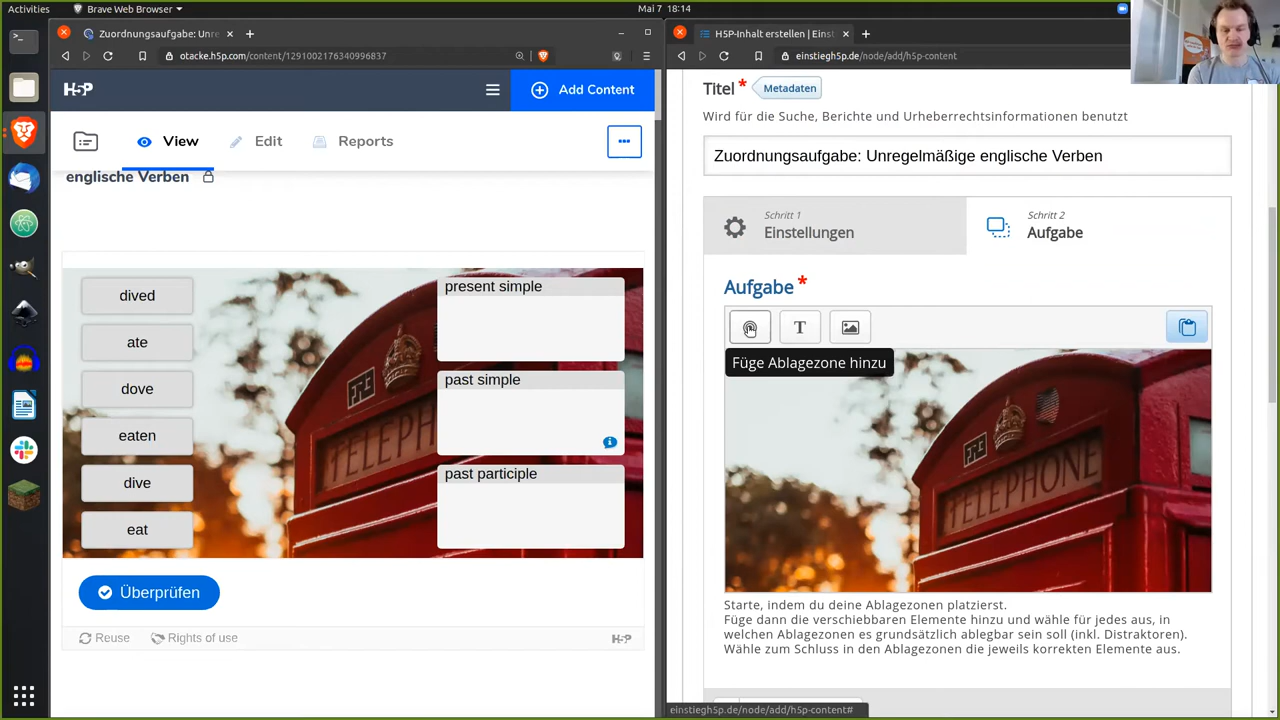 Activities
Brave Web Browser
Mai 7 18:14
Zuordnungsaufgabe: Unre
otacke.h5p.com/content/1291002176340996837
H5P
Add Content
View
Edit
Reports
englische Verben
dived
ate
dove
eaten
dive
eat
TELEPH
present simple
past simple
past participle
Überprüfen
Reuse
Rights of use
H5P
H5P-Inhalt erstellen | Einst
einstiegh5p.de/node/add/h5p-content
Titel *
Metadaten
Wird für die Suche, Berichte und Urheberrechtsinformationen benutzt
Zuordnungsaufgabe: Unregelmäßige englische Verben
Schritt 1
Einstellungen
Schritt 2
Aufgabe
Aufgabe *
T
Füge Ablagezone hinzu
TELEPHONE
Starte, indem du deine Ablagezonen platzierst.
Füge dann die verschiebbaren Elemente hinzu und wähle für jedes aus, in
welchen Ablagezonen es grundsätzlich ablegbar sein soll (inkl. Distraktoren).
Wähle zum Schluss in den Ablagezonen die jeweils korrekten Elemente aus.
einstiegh5p.de/node/add/h5p-content#